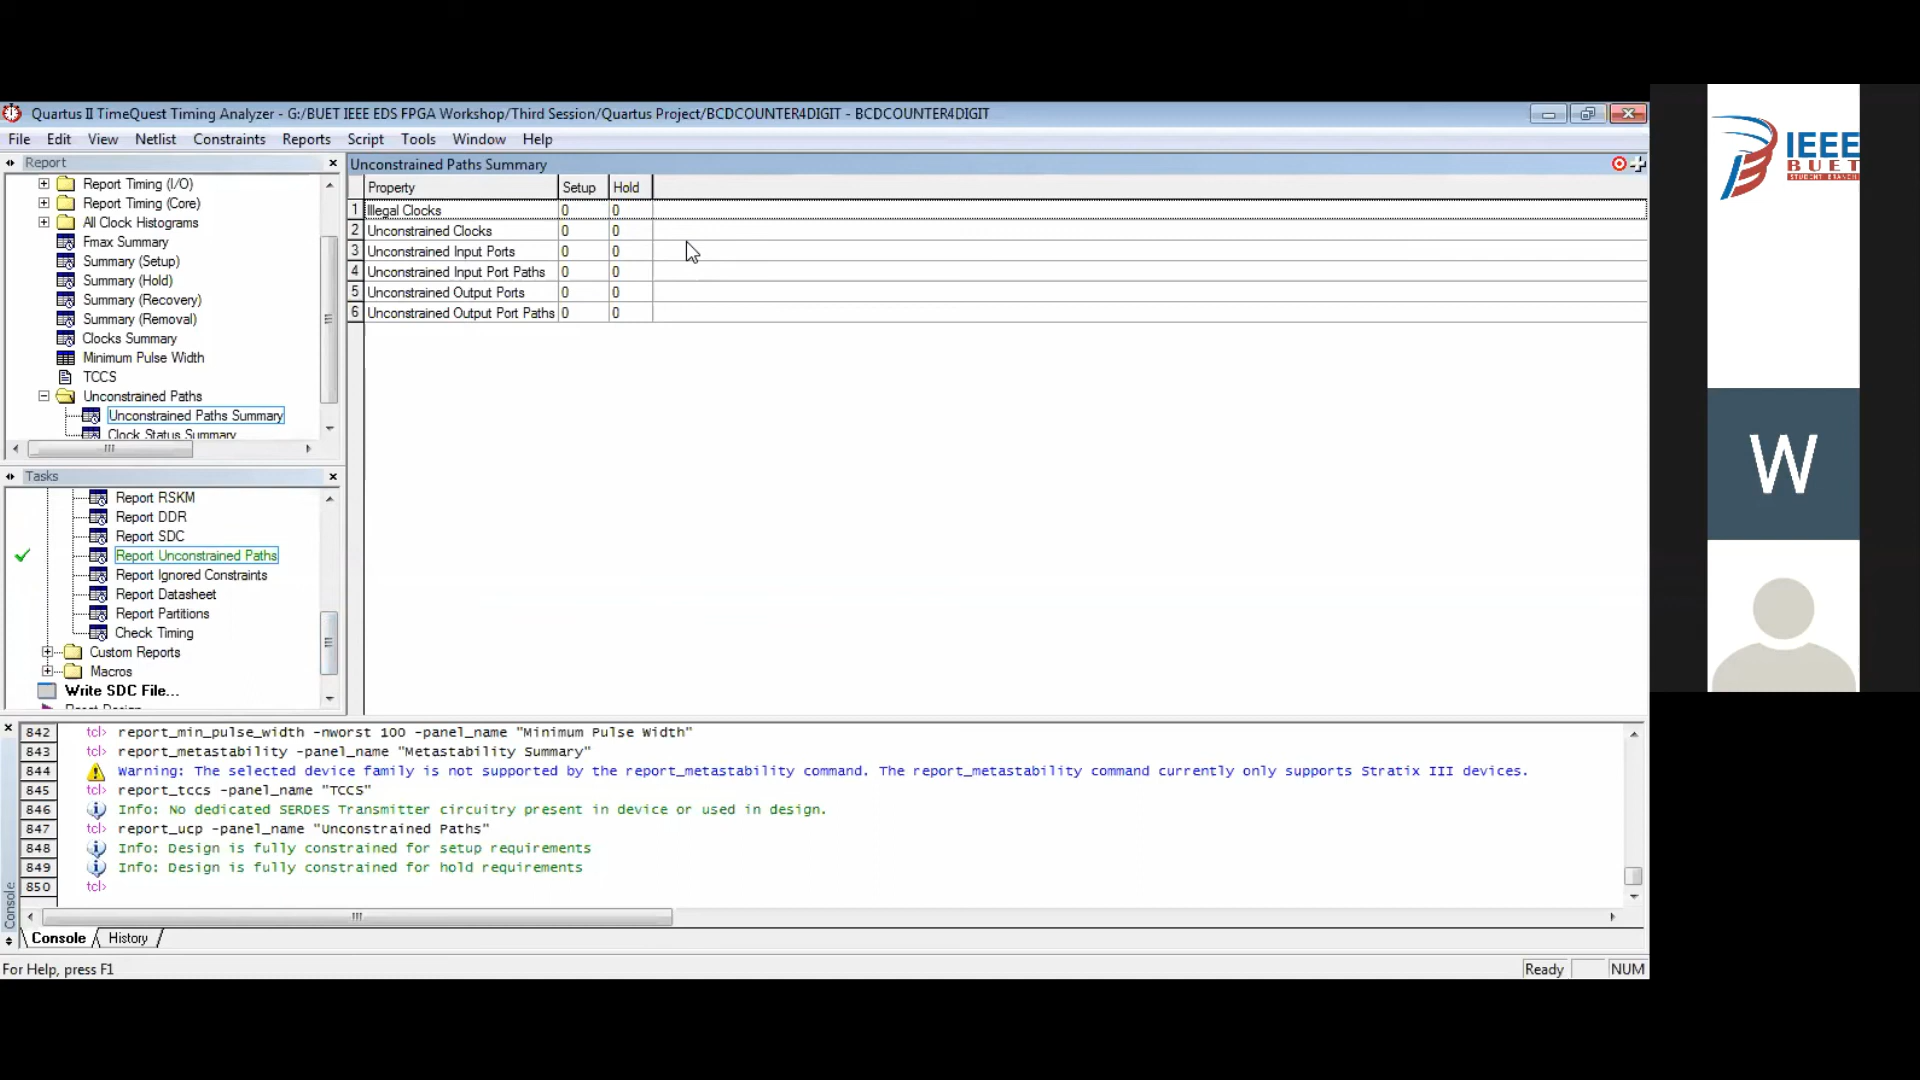 Quartus II TimeQuest Timing Analyzer - G:/BUET IEEE EDS FPGA Workshop/Third Session/Quartus Project/BCDCOUNTER4DIGIT - BCDCOUNTER4DIGIT
File Edit View Netlist Constraints Reports Script Tools Window Help
Report
Report Timing (I/O)
Report Timing (Core)
All Clock Histograms
Fmax Summary
Summary (Setup)
Summary (Hold)
Summary (Recovery)
Summary (Removal)
Clocks Summary
Minimum Pulse Width
TCCS
Unconstrained Paths
Unconstrained Paths Summary
Clock Status Summary
Tasks
Report RSKM
Report DDR
Report SDC
Report Unconstrained Paths
Report Ignored Constraints
Report Datasheet
Report Partitions
Check Timing
Custom Reports
Macros
Write SDC File...
Reset Design
Unconstrained Paths Summary
Property Setup Hold
1 Illegal Clocks 0 0
2 Unconstrained Clocks 0 0
3 Unconstrained Input Ports 0 0
4 Unconstrained Input Port Paths 0 0
5 Unconstrained Output Ports 0 0
6 Unconstrained Output Port Paths 0 0
842 tcl> report_min_pulse_width -nworst 100 -panel_name "Minimum Pulse Width"
843 tcl> report_metastability -panel_name "Metastability Summary"
844 Warning: The selected device family is not supported by the report_metastability command. The report_metastability command currently only supports Stratix III devices.
845 tcl> report_tccs -panel_name "TCCS"
846 Info: No dedicated SERDES Transmitter circuitry present in device or used in design.
847 tcl> report_ucp -panel_name "Unconstrained Paths"
848 Info: Design is fully constrained for setup requirements
849 Info: Design is fully constrained for hold requirements
850 tcl>
Console
Console History
For Help, press F1
Ready NUM
IEEE
BUET
STUDENT BRANCH
W